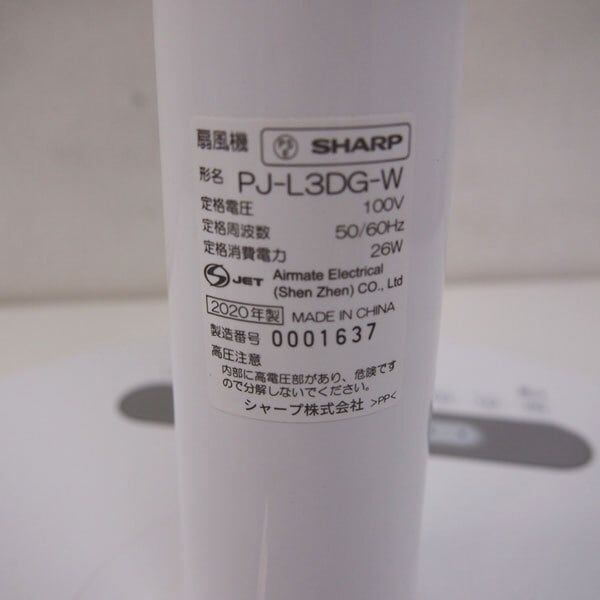 扇風機 PSE SHARP
形名 PJ-L3DG-W
定格電圧 100V
定格周波数 50/60Hz
定格消費電力 26W
S JET Airmate Electrical
(Shen Zhen) CO., Ltd
2020年製 MADE IN CHINA
製造番号 0001637
高圧注意
内部に高電圧部があり、危険です
ので分解しないでください。
シャープ株式会社 >PP<